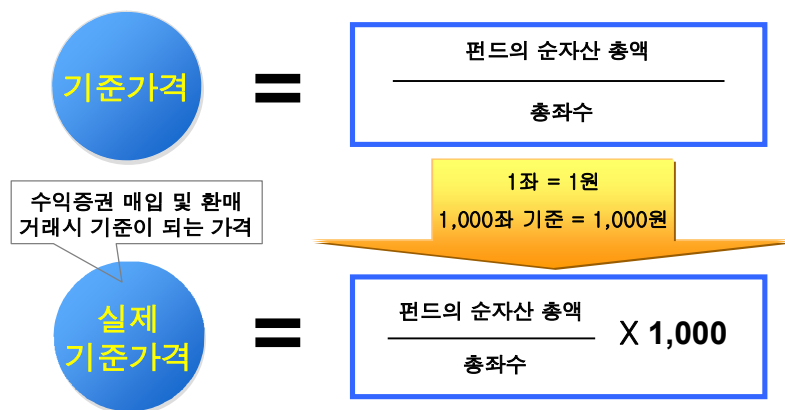 기준가격
=
펀드의 순자산 총액
총좌수
1좌 = 1원
1,000좌 기준 = 1,000원
수익증권 매입 및 환매
거래시 기준이 되는 가격
실제
기준가격
=
펀드의 순자산 총액
총좌수
X 1,000